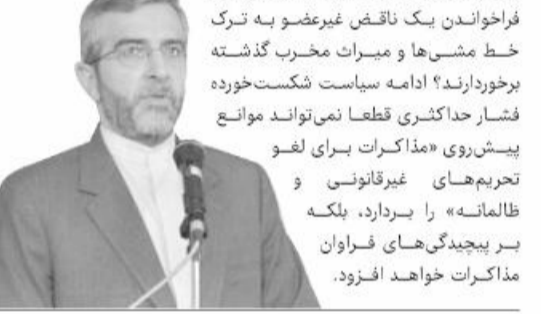 فراخواندن یک ناقض غیرعضو به ترک
خط مشی‌ها و میراث مخرب گذشته
برخوردارند؟ ادامه سیاست شکست‌خورده
فشار حداکثری قطعا نمی‌تواند موانع
پیش‌روی «مذاکرات برای لغو
تحریم‌های غیرقانونی و
ظالمانه» را بردارد، بلکه
بر پیچیدگی‌های فراوان
مذاکرات خواهد افزود.